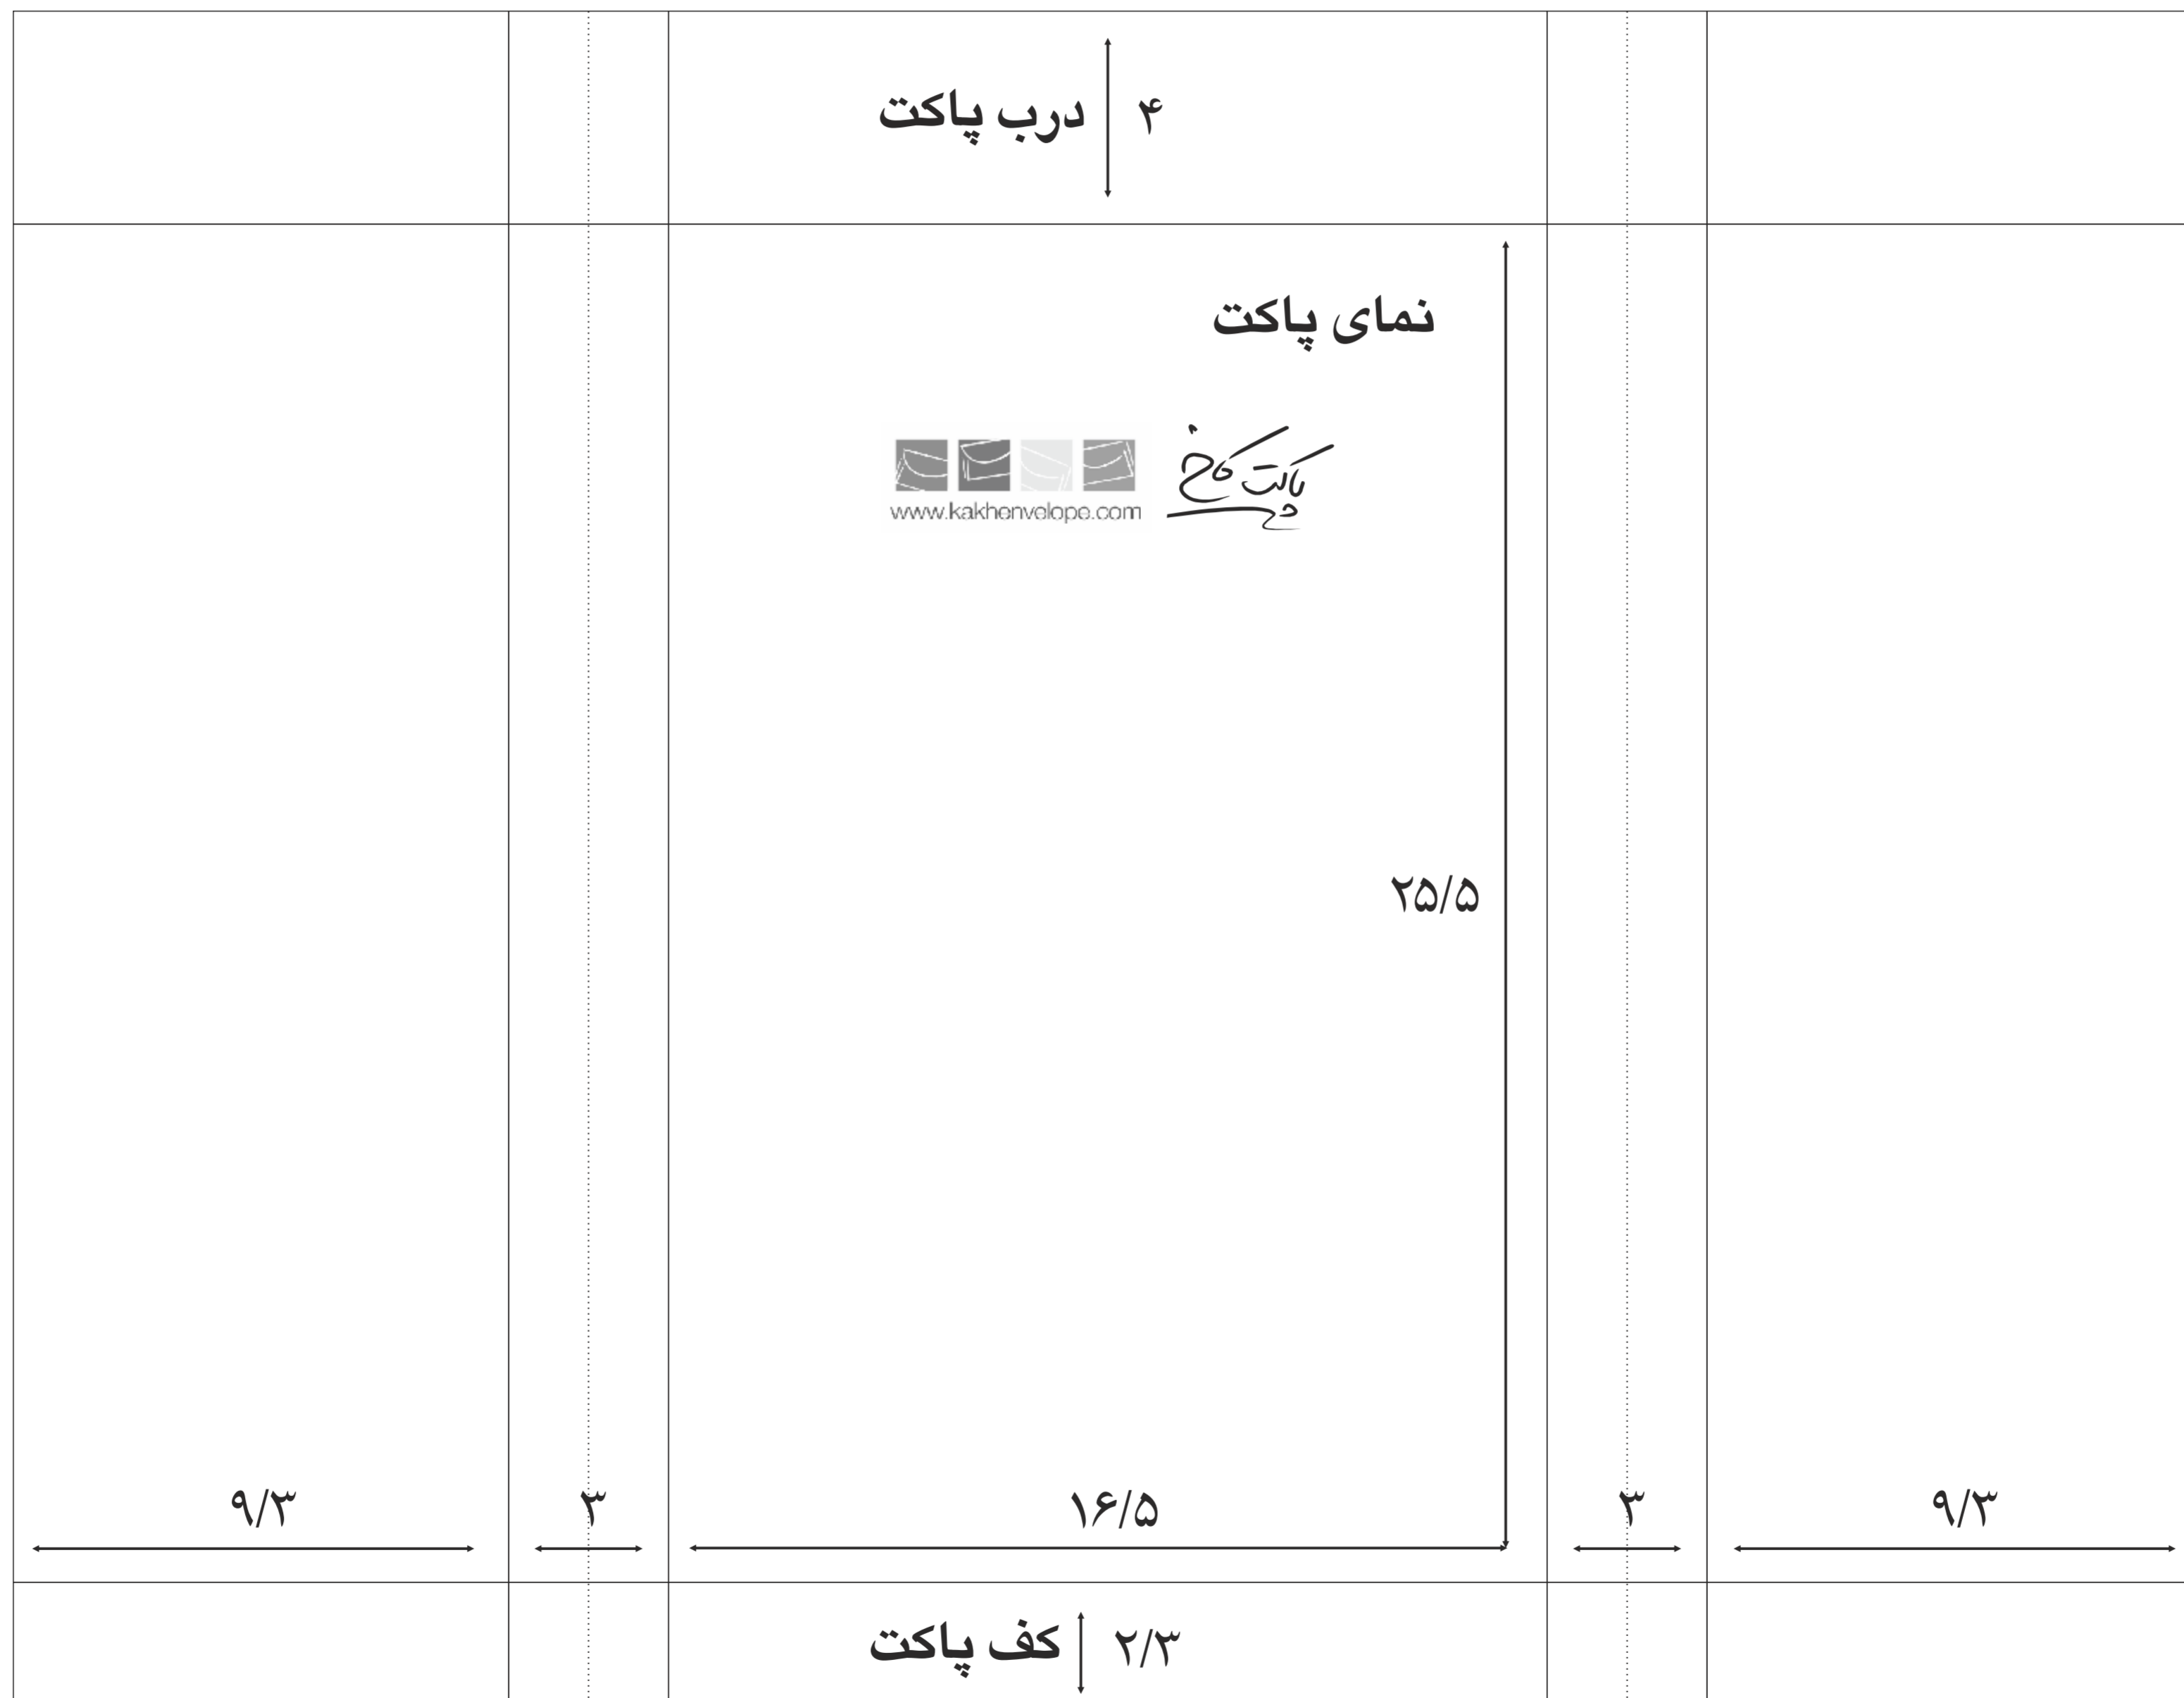 درب پاکت ۴
نمای پاکت
پاکت کاخ
www.kakhenvelope.com
۲۵/۵
۹/۳ ۳ ۱۶/۵ ۳ ۹/۳
کف پاکت ۲/۳